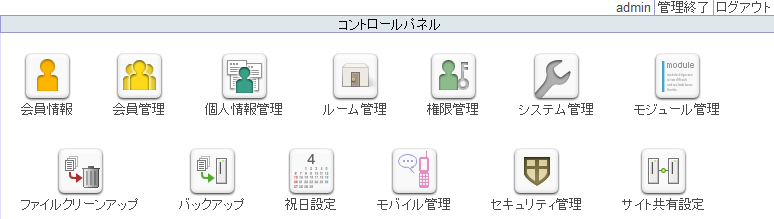 admin 管理終了 ログアウト
コントロールパネル
module
会員情報 会員管理 個人情報管理 ルーム管理 権限管理 システム管理 モジュール管理
4
ファイルクリーンアップ バックアップ 祝日設定 モバイル管理 セキュリティ管理 サイト共有設定